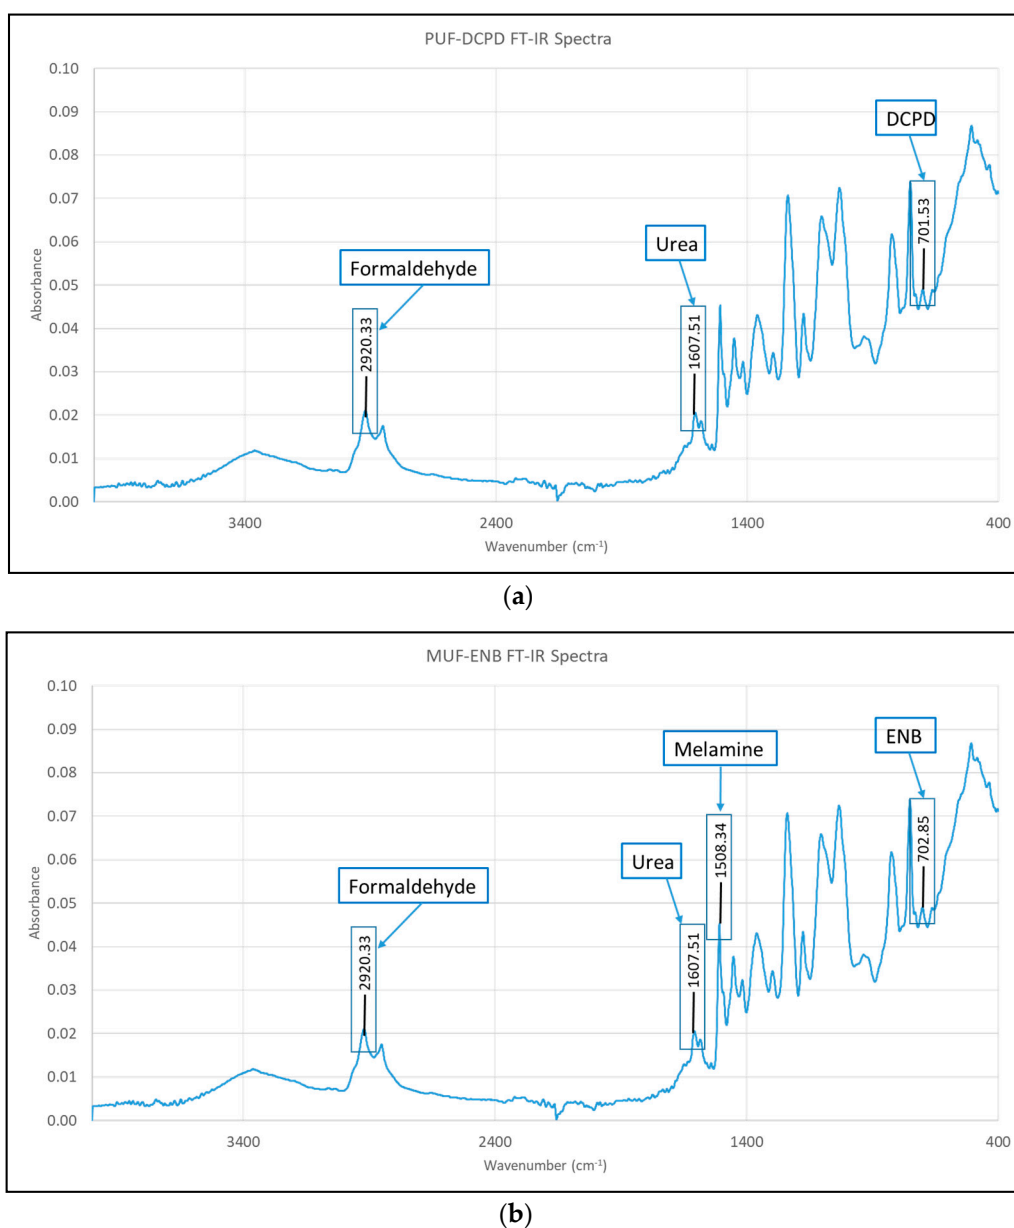 PUF-DCPD FT-IR Spectra
0.10
0.09
0.08
0.07
0.06
0.05
0.04
0.03
0.02
0.01
0.00
Absorbance
Formaldehyde
2920.33
Urea
1607.51
DCPD
701.53
3400 2400 1400 400
Wavenumber (cm-1)
(a)
MUF-ENB FT-IR Spectra
0.10
0.09
0.08
0.07
0.06
0.05
0.04
0.03
0.02
0.01
0.00
Absorbance
Formaldehyde
2920.33
Urea
1607.51
Melamine
1508.34
ENB
702.85
3400 2400 1400 400
Wavenumber (cm-1)
(b)